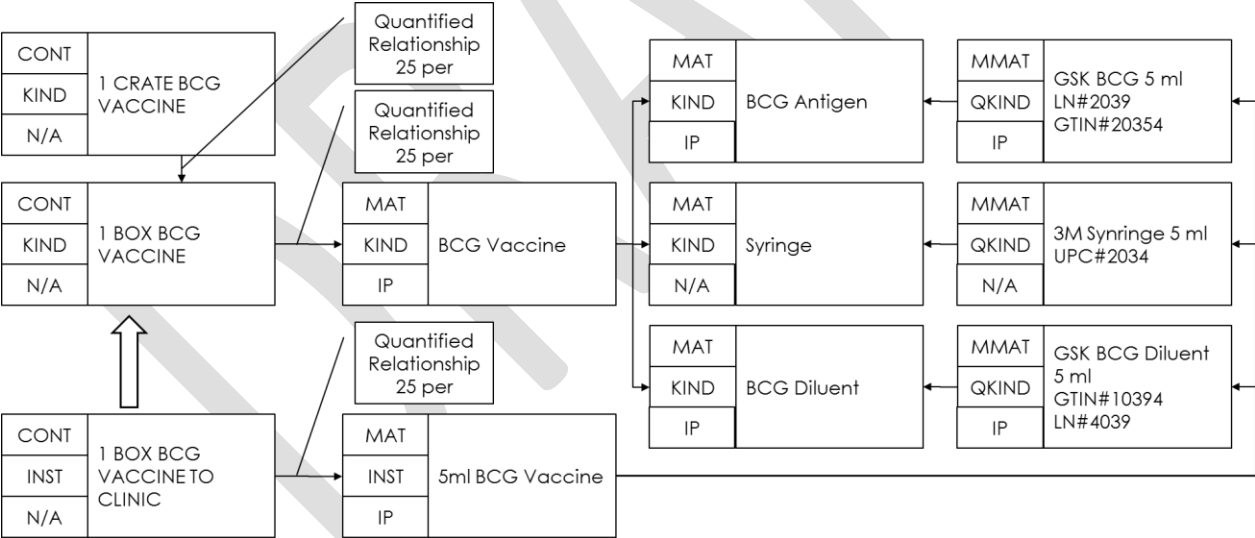 Quantified
Relationship
25 per
CONT
KIND
N/A
1 CRATE BCG
VACCINE
Quantified
Relationship
25 per
MAT
KIND
IP
BCG Antigen
MMAT
QKIND
IP
GSK BCG 5 ml
LN#2039
GTIN#20354
CONT
KIND
N/A
1 BOX BCG
VACCINE
MAT
KIND
IP
BCG Vaccine
MAT
KIND
N/A
Syringe
MMAT
QKIND
N/A
3M Synringe 5 ml
UPC#2034
Quantified
Relationship
25 per
MAT
KIND
IP
BCG Diluent
MMAT
QKIND
IP
GSK BCG Diluent
5 ml
GTIN#10394
LN#4039
CONT
INST
N/A
1 BOX BCG
VACCINE TO
CLINIC
MAT
INST
IP
5ml BCG Vaccine